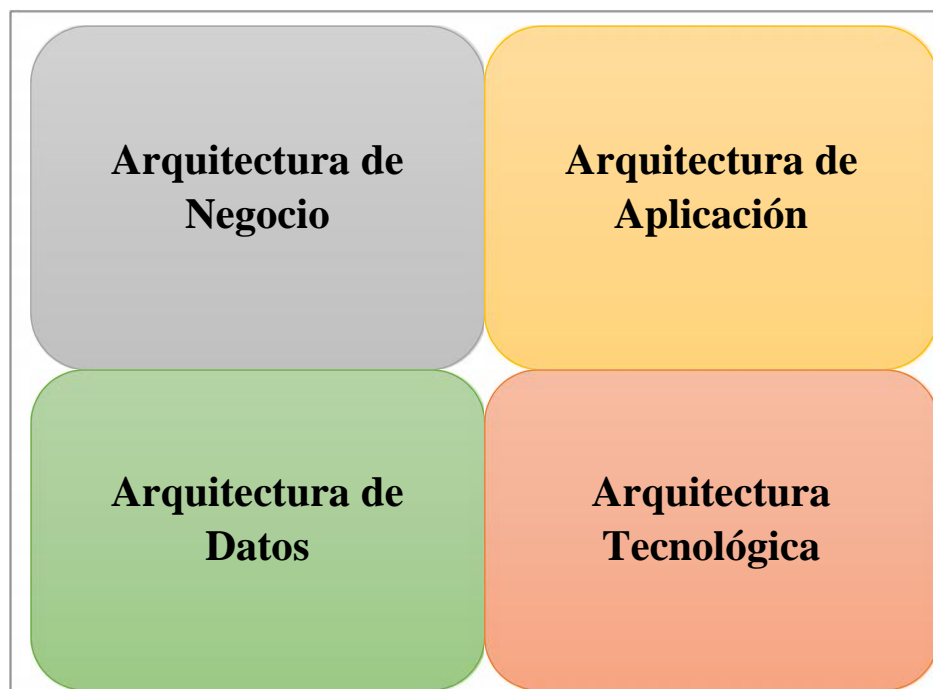 Arquitectura de
Negocio
Arquitectura de
Aplicación
Arquitectura de
Datos
Arquitectura
Tecnológica